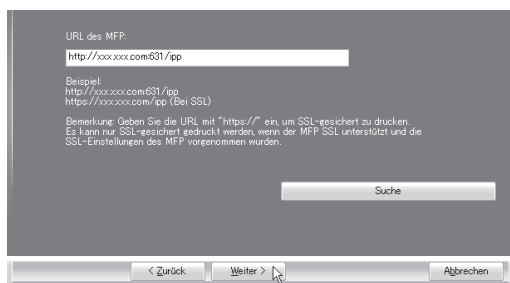 URL des MFP:
http://xxx.xxx.com:631/ipp
Beispiel:
http://xxx.xxx.com:631/ipp
https://xxx.xxx.com/ipp (Bei SSL)
Bemerkung: Geben Sie die URL mit "https://" ein, um SSL-gesichert zu drucken.
Es kann nur SSL-gesichert gedruckt werden, wenn der MFP SSL unterstützt und die
SSL-Einstellungen des MFP vorgenommen wurden.
Suche
< Zurück Weiter > Abbrechen